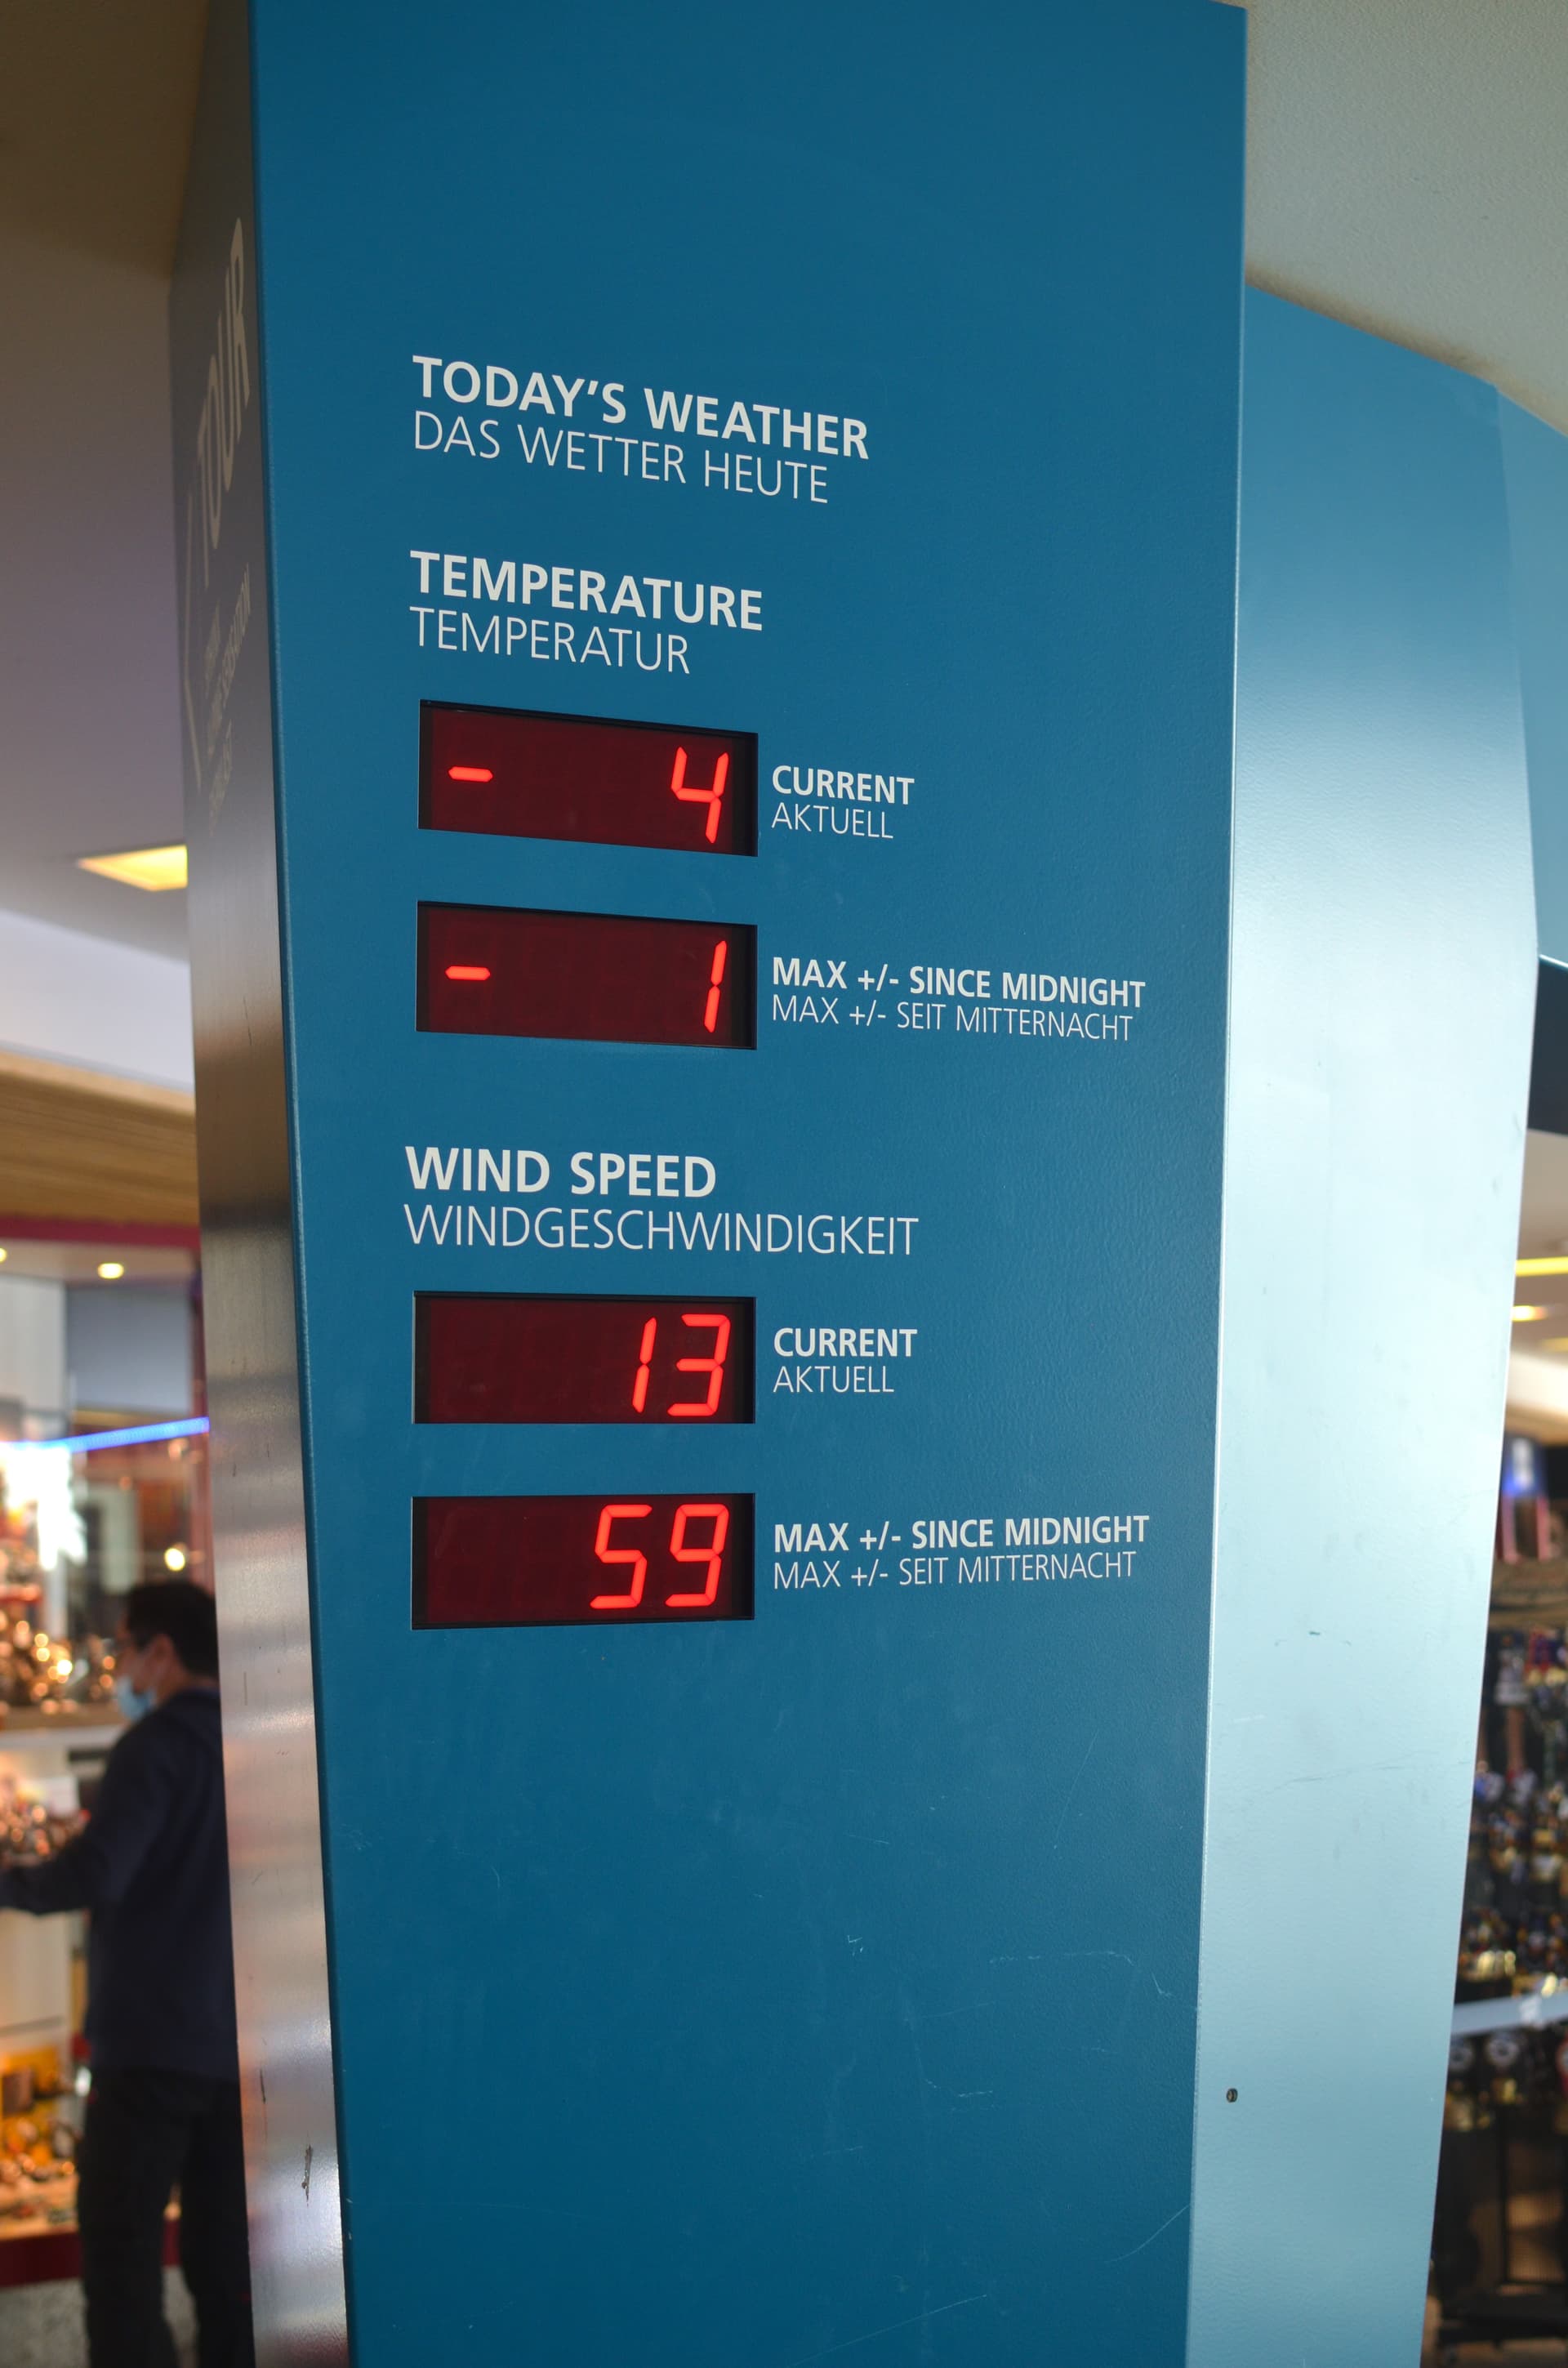 TOUR
TODAY'S WEATHER
DAS WETTER HEUTE
TEMPERATURE
TEMPERATUR
- 4
CURRENT
AKTUELL
- 1
MAX +/- SINCE MIDNIGHT
MAX +/- SEIT MITTERNACHT
WIND SPEED
WINDGESCHWINDIGKEIT
13
CURRENT
AKTUELL
59
MAX +/- SINCE MIDNIGHT
MAX +/- SEIT MITTERNACHT